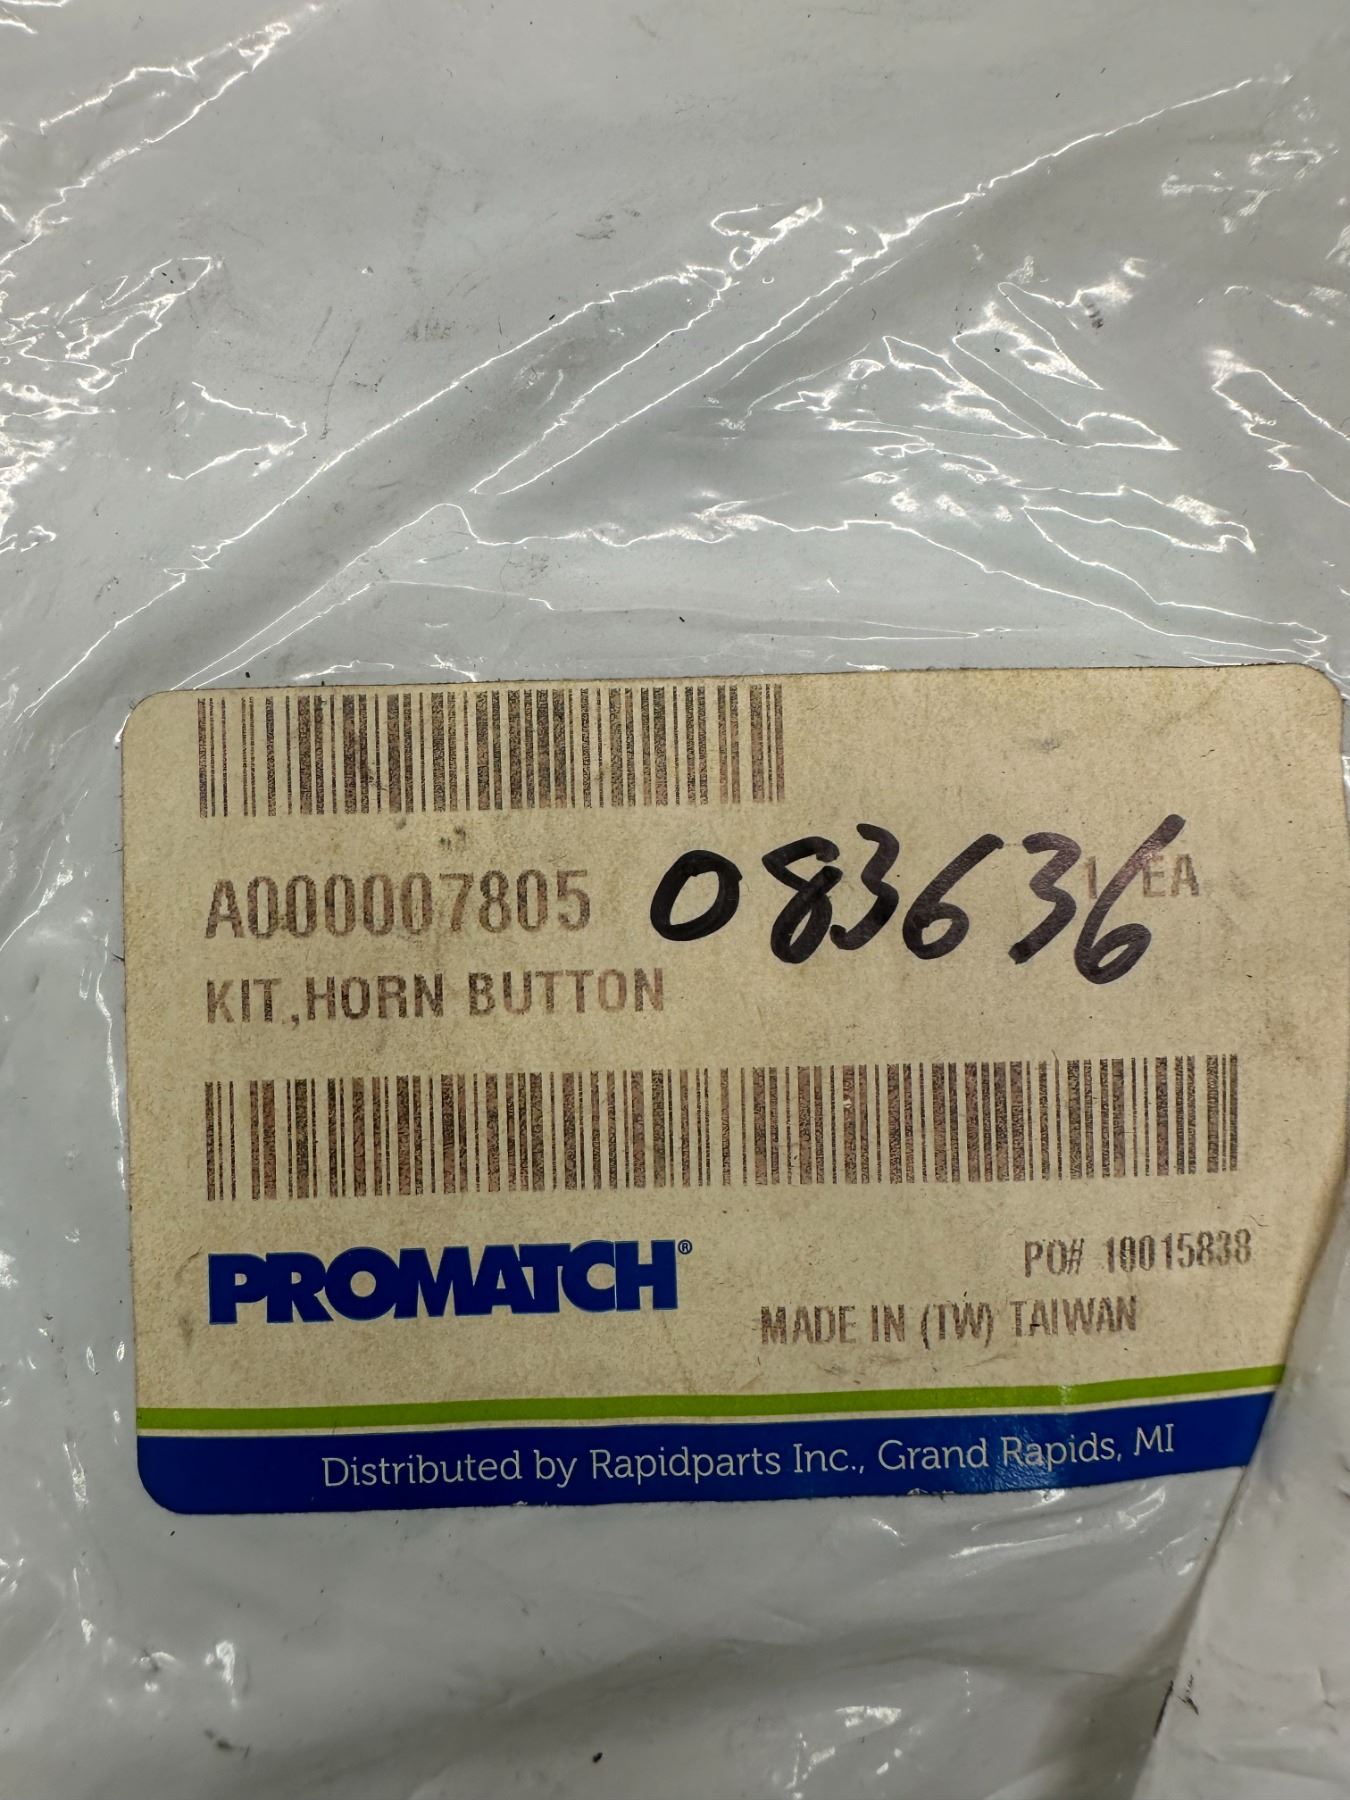 A000007805 083636 1 EA
KIT,HORN BUTTON
PROMATCH®
PO# 10015838
MADE IN (TW) TAIWAN
Distributed by Rapidparts Inc., Grand Rapids, MI